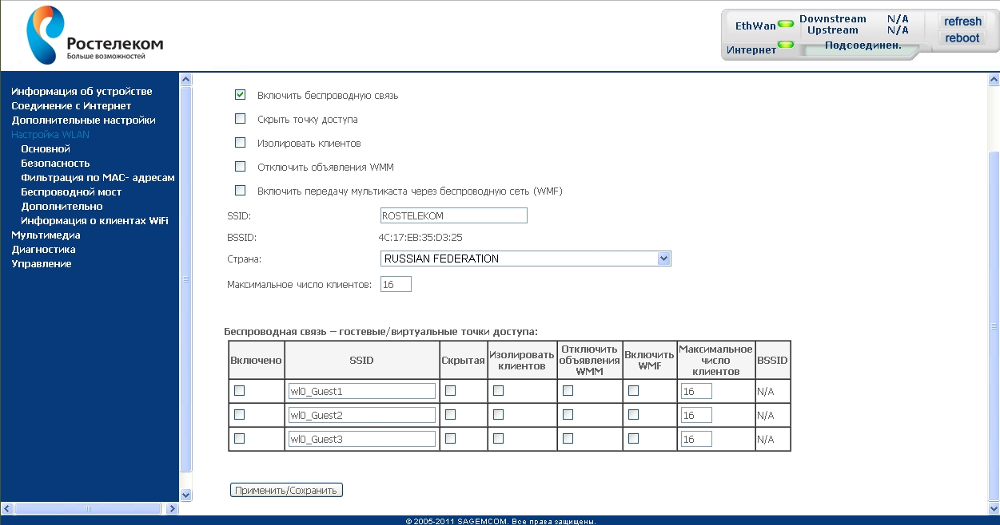 Ростелеком
Больше возможностей
EthWan Downstream N/A
Upstream N/A
Интернет Подсоединен.
refresh
reboot
Информация об устройстве
Соединение с Интернет
Дополнительные настройки
Настройка WLAN
Основной
Безопасность
Фильтрация по MAC- адресам
Беспроводной мост
Дополнительно
Информация о клиентах WiFi
Мультимедиа
Диагностика
Управление
Включить беспроводную связь
Скрыть точку доступа
Изолировать клиентов
Отключить объявления WMM
Включить передачу мультикаста через беспроводную сеть (WMF)
SSID: ROSTELEKOM
BSSID: 4C:17:EB:35:D3:25
Страна: RUSSIAN FEDERATION
Максимальное число клиентов: 16
Беспроводная связь – гостевые/виртуальные точки доступа:
Включено SSID Скрытая Изолировать клиентов Отключить объявления WMM Включить WMF Максимальное число клиентов BSSID
wl0_Guest1 16 N/A
wl0_Guest2 16 N/A
wl0_Guest3 16 N/A
Применить/Сохранить
© 2005-2011 SAGEMCOM. Все права защищены.